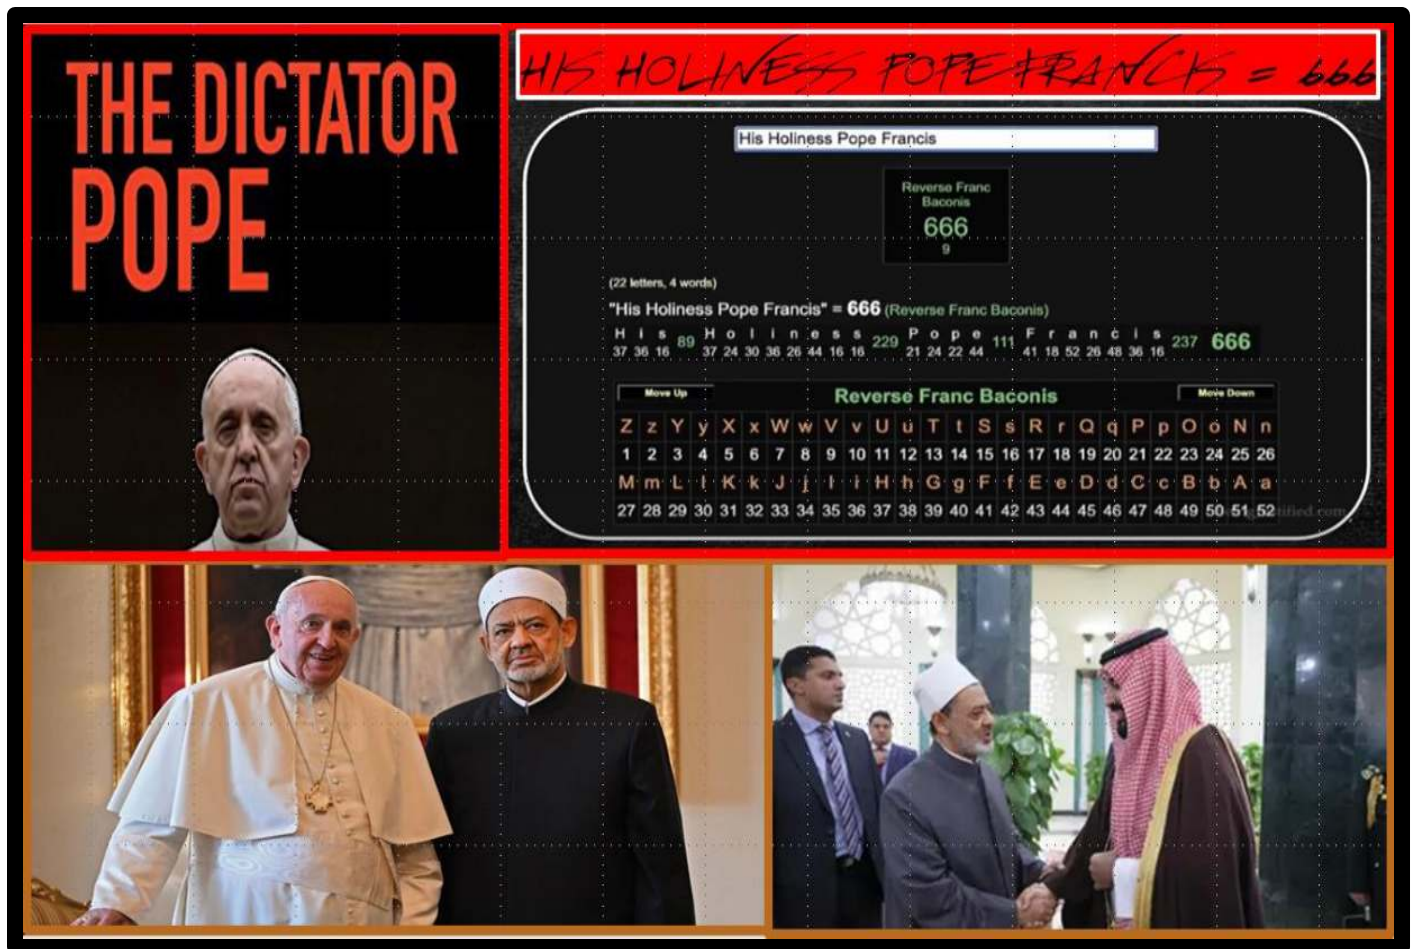 THE DICTATOR
POPE
HIS HOLINESS POPE FRANCIS = 666
His Holiness Pope Francis
Reverse Franc
Baconis
666
9
(22 letters, 4 words)
"His Holiness Pope Francis" = 666 (Reverse Franc Baconis)
H i s 89 H o l i n e s s 229 P o p e 111 F r a n c i s 237 666
37 36 16 37 24 30 36 26 44 16 16 21 24 22 44 41 18 52 26 48 36 16
Move Up Reverse Franc Baconis Move Down
Z z Y y X x W w V v U u T t S s R r Q q P p O o N n
1 2 3 4 5 6 7 8 9 10 11 12 13 14 15 16 17 18 19 20 21 22 23 24 25 26
M m L l K k J j I i H h G g F f E e D d C c B b A a
27 28 29 30 31 32 33 34 35 36 37 38 39 40 41 42 43 44 45 46 47 48 49 50 51 52